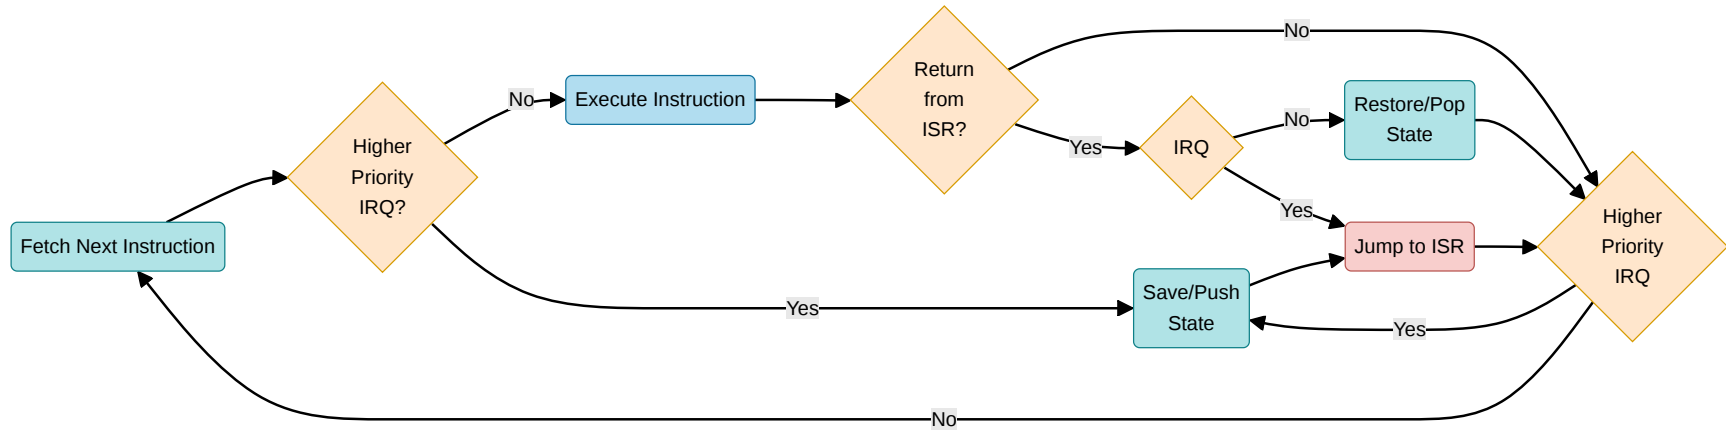 Fetch Next Instruction
Higher
Priority
IRQ?
No
Execute Instruction
Yes
Return
from
ISR?
No
Yes
IRQ
No
Restore/Pop
State
Yes
Jump to ISR
Save/Push
State
Higher
Priority
IRQ
Yes
No